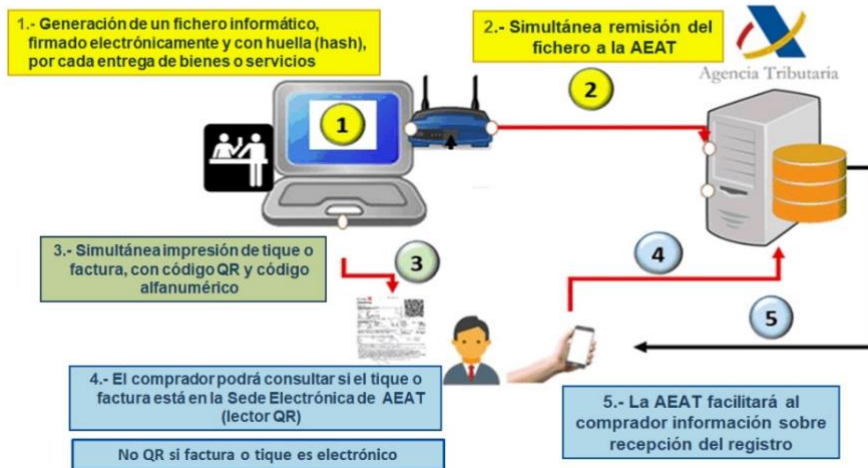 1.- Generación de un fichero informático,
firmado electrónicamente y con huella (hash),
por cada entrega de bienes o servicios
2.- Simultánea remisión del
fichero a la AEAT
Agencia Tributaria
1
2
3.- Simultánea impresión de tique o
factura, con código QR y código
alfanumérico
3
4
5
4.- El comprador podrá consultar si el tique o
factura está en la Sede Electrónica de AEAT
(lector QR)
No QR si factura o tique es electrónico
5.- La AEAT facilitará al
comprador información sobre
recepción del registro